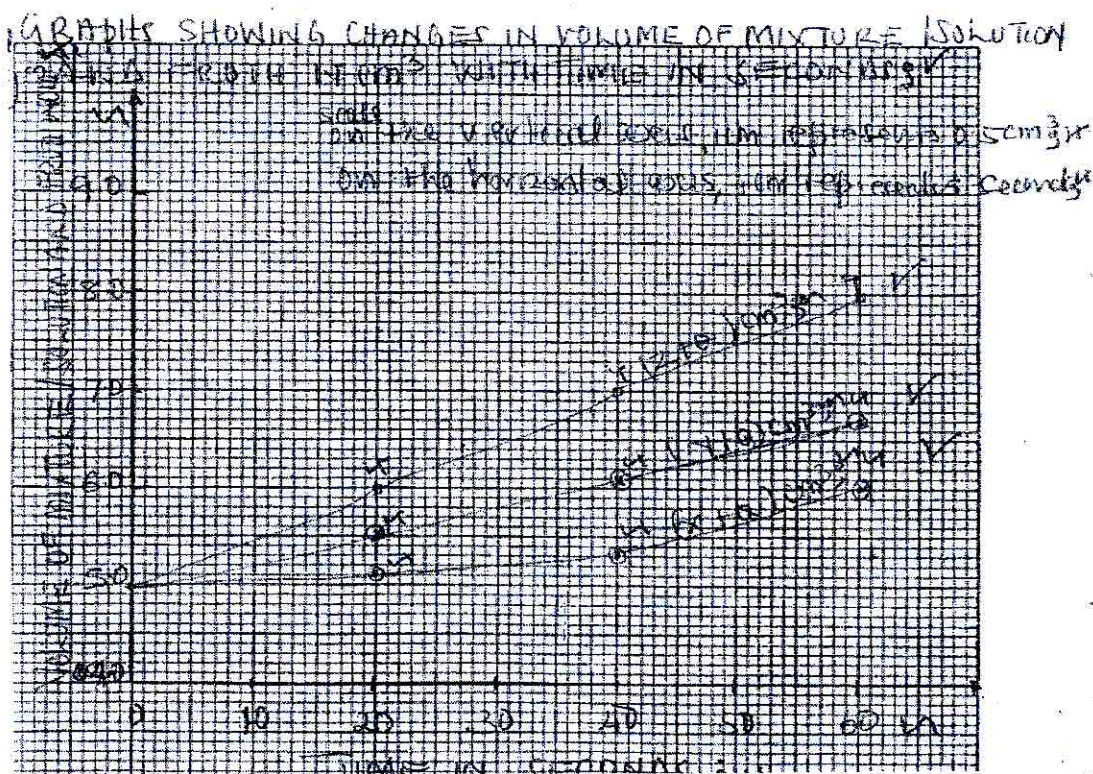 GRAPHS SHOWING CHANGES IN VOLUME OF MIXTURE / SOLUTION
AND FROTH IN cm³ WITH TIME IN SECONDS
Scale
on the vertical axis, 1cm represents 0.5cm³
on the horizontal axis, 1cm represents seconds
VOLUME OF MIXTURE / SOLUTION AND FROTH
9.0
8.0
7.0
6.0
5.0
4.0
(Z+Q)cm³
(Y+Q)cm³
(X+Q)cm³
0 10 20 30 40 50 60
TIME IN SECONDS